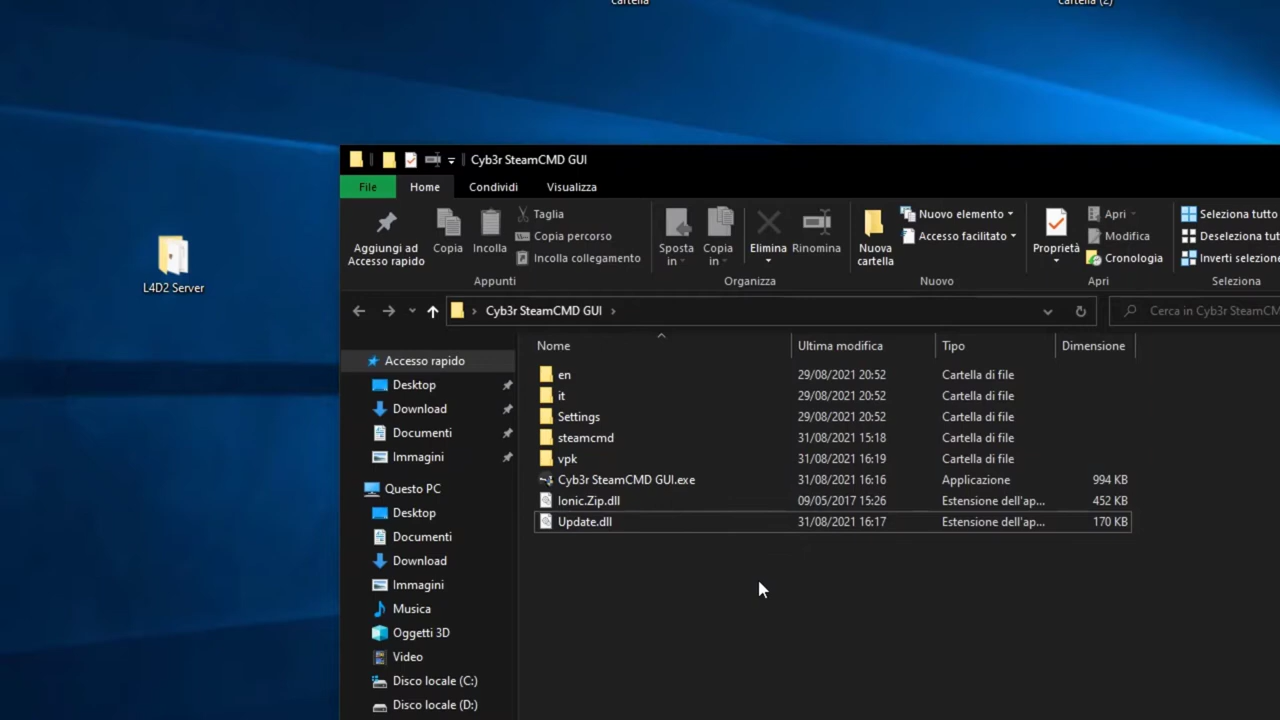 Cartella
Cartella (2)
L4D2 Server
Cyb3r SteamCMD GUI
File Home Condividi Visualizza
Aggiungi ad Accesso rapido
Copia
Incolla
Taglia
Copia percorso
Incolla collegamento
Appunti
Sposta in
Copia in
Elimina
Rinomina
Organizza
Nuova cartella
Nuovo elemento
Accesso facilitato
Nuovo
Proprietà
Apri
Modifica
Cronologia
Apri
Seleziona tutto
Deseleziona tut
Inverti selezione
Seleziona
Cyb3r SteamCMD GUI
Cerca in Cyb3r SteamCM
Nome Ultima modifica Tipo Dimensione
en 29/08/2021 20:52 Cartella di file
it 29/08/2021 20:52 Cartella di file
Settings 29/08/2021 20:52 Cartella di file
steamcmd 31/08/2021 15:18 Cartella di file
vpk 31/08/2021 16:19 Cartella di file
Cyb3r SteamCMD GUI.exe 31/08/2021 16:16 Applicazione 994 KB
Ionic.Zip.dll 09/05/2017 15:26 Estensione dell'ap... 452 KB
Update.dll 31/08/2021 16:17 Estensione dell'ap... 170 KB
Accesso rapido
Desktop
Download
Documenti
Immagini
Questo PC
Desktop
Documenti
Download
Immagini
Musica
Oggetti 3D
Video
Disco locale (C:)
Disco locale (D:)